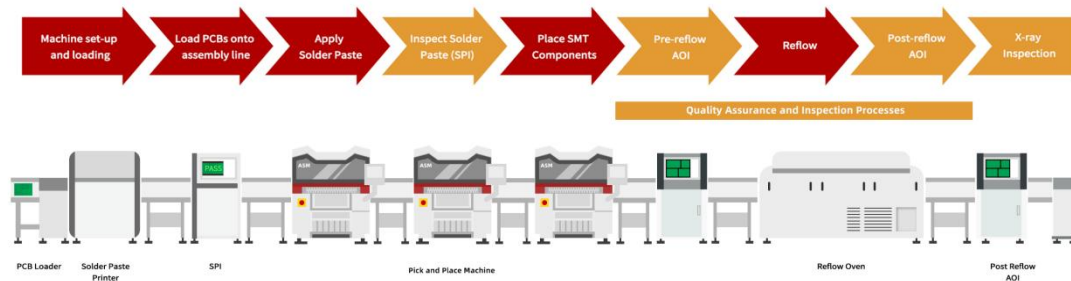 Machine set-up
and loading
Load PCBs onto
assembly line
Apply
Solder Paste
Inspect Solder
Paste (SPI)
Place SMT
Components
Pre-reflow
AOI
Reflow
Post-reflow
AOI
X-ray
Inspection
Quality Assurance and Inspection Processes
PASS
ASM
ASM
ASM
PCB Loader
Solder Paste
Printer
SPI
Pick and Place Machine
Reflow Oven
Post Reflow
AOI